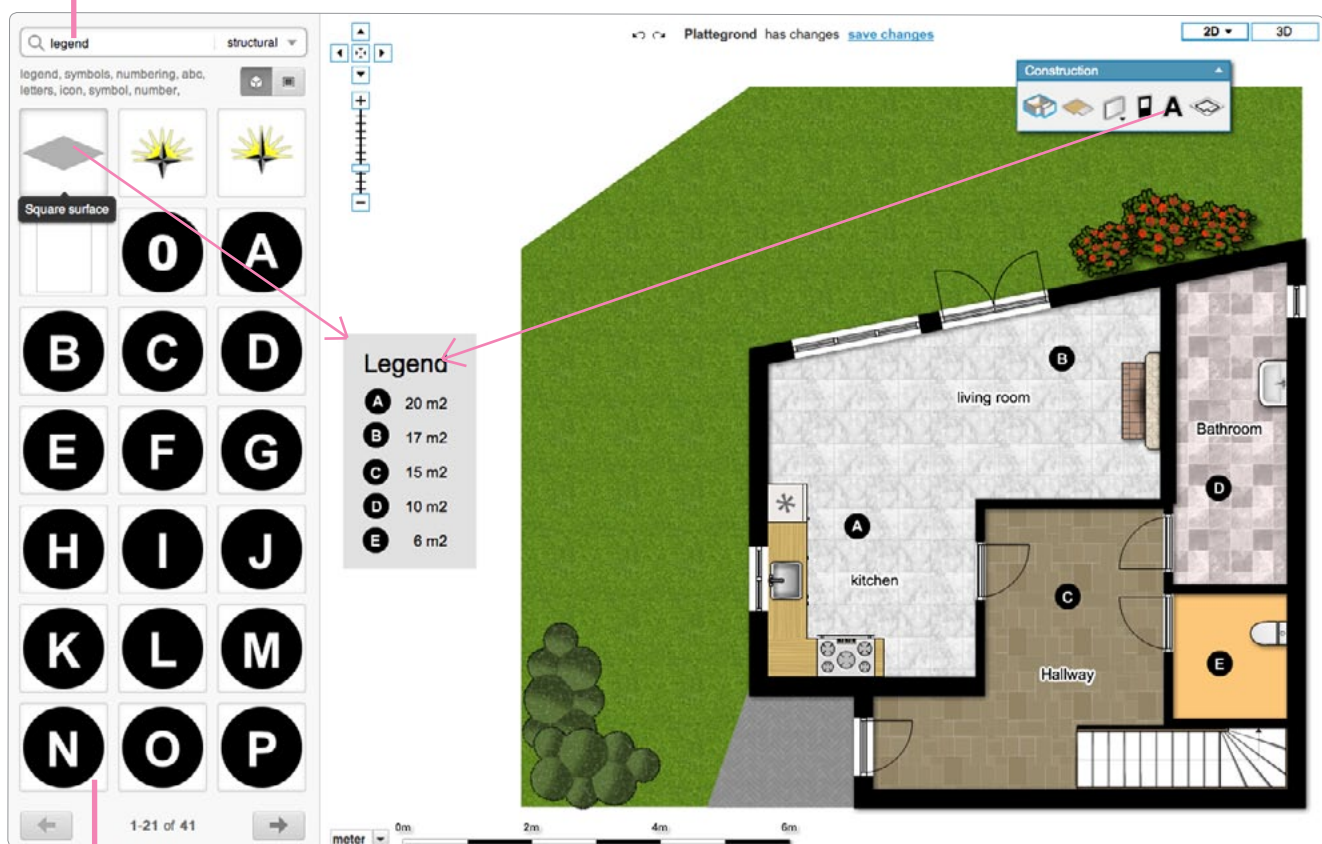 legend structural
legend, symbols, numbering, abc,
letters, icon, symbol, number,
Square surface
0 A
B C D
E F G
H I J
K L M
N O P
1-21 of 41
Plattegrond has changes save changes
2D 3D
Construction
A
Legend
A 20 m2
B 17 m2
C 15 m2
D 10 m2
E 6 m2
B
living room
Bathroom
D
A
kitchen
C
E
Hallway
meter 0m 2m 4m 6m